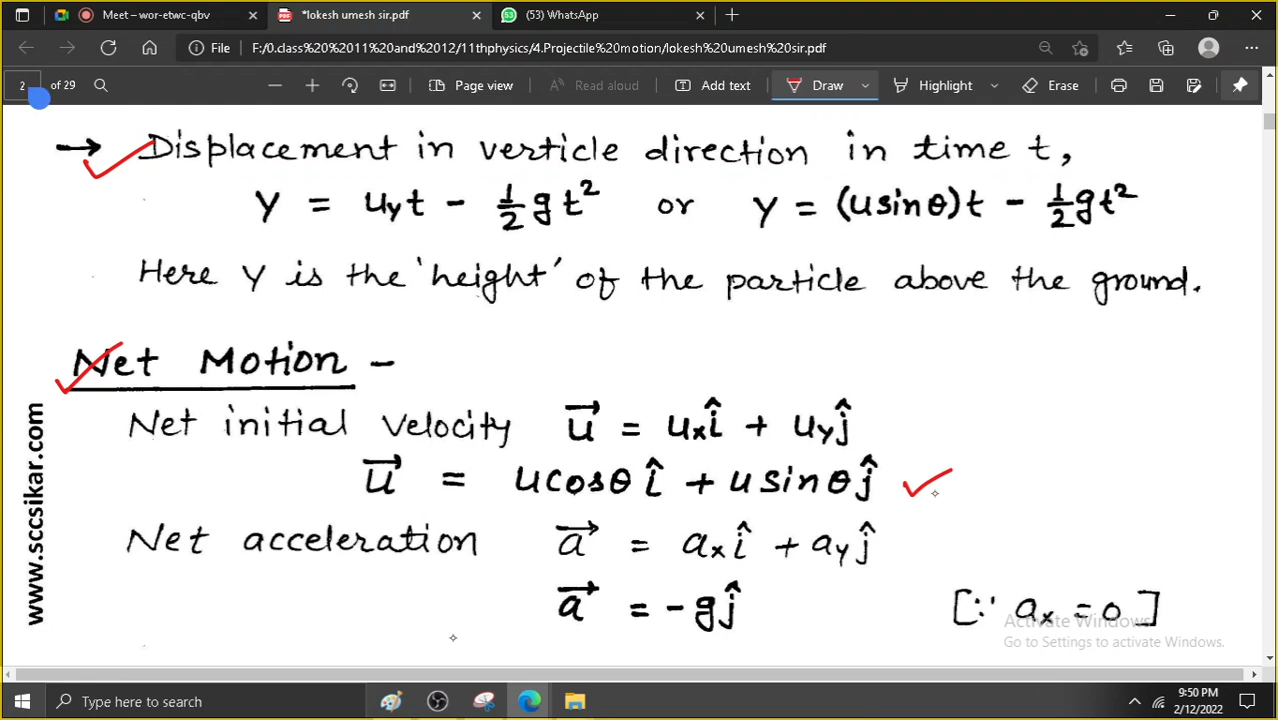 Meet – wor-etwc-qbv
*lokesh umesh sir.pdf
(53) WhatsApp
File
F:/0.class%20%2011%20and%2012/11thphysics/4.Projectile%20motion/lokesh%20umesh%20sir.pdf
2 of 29
Page view
Read aloud
Add text
Draw
Highlight
Erase
→ Displacement in verticle direction in time t,
y = uyt - 1/2 gt² or y = (usinθ)t - 1/2 gt²
Here y is the 'height' of the particle above the ground.
Net Motion -
Net initial velocity u⃗ = uxî + uyĵ
u⃗ = ucosθ î + usinθ ĵ
Net acceleration a⃗ = axî + ayĵ
a⃗ = -gĵ [∵ ax = 0]
www.sccsikar.com
Activate Windows
Go to Settings to activate Windows.
Type here to search
9:50 PM
2/12/2022